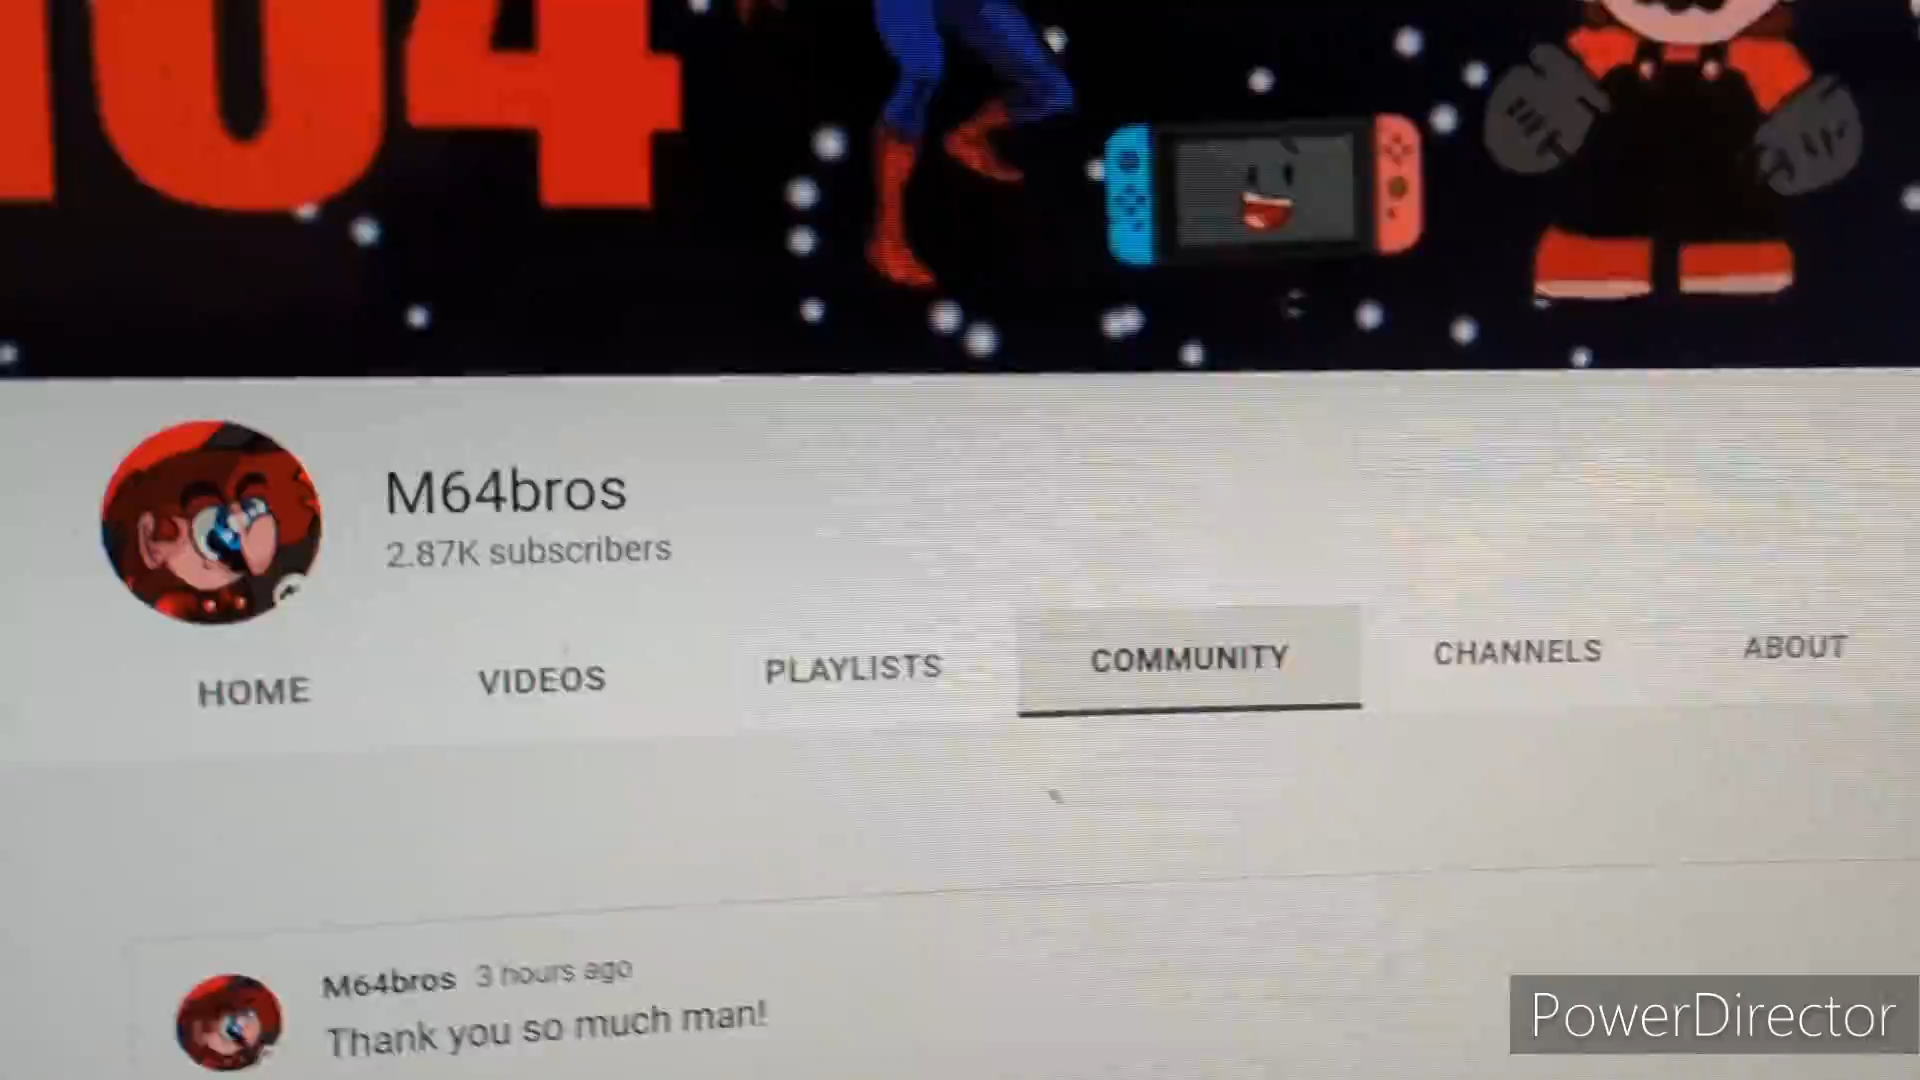 104
M64bros
2.87K subscribers
HOME VIDEOS PLAYLISTS COMMUNITY CHANNELS ABOUT
M64bros 3 hours ago
Thank you so much man!
PowerDirector